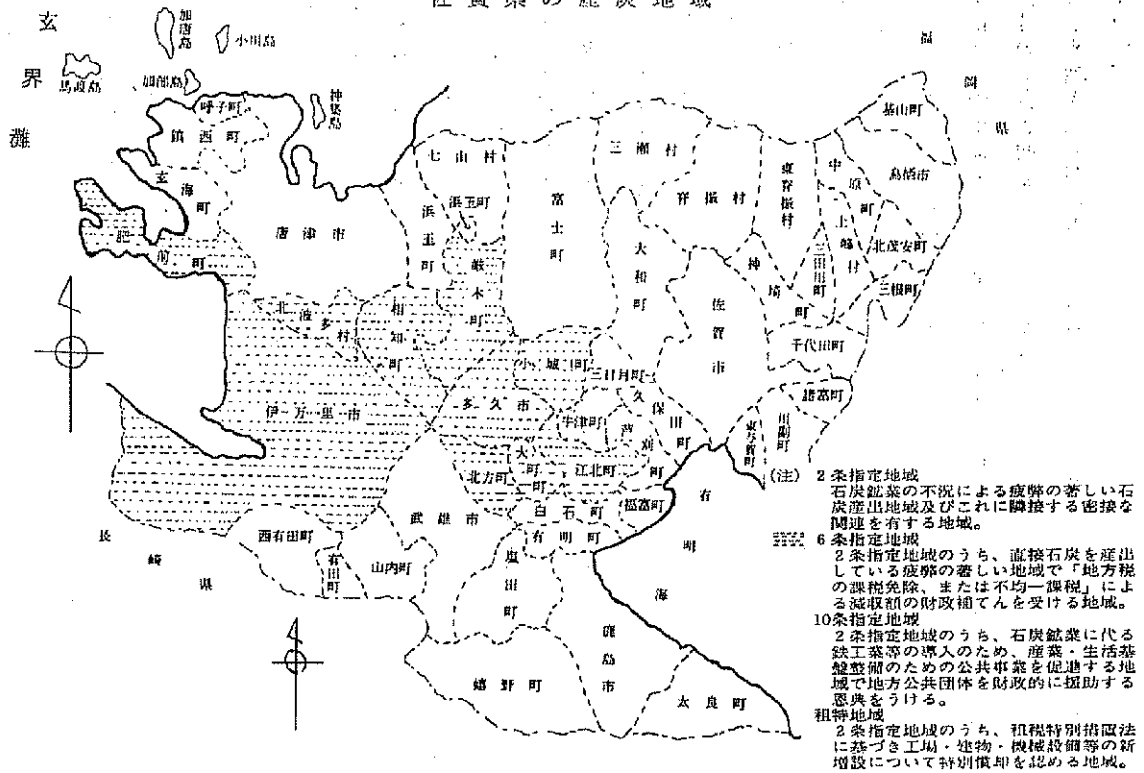 佐賀県の産炭地域
玄界灘
加唐島
小川島
馬渡島
加部島
神集島
呼子町
鎮西町
玄海町
肥前町
唐津市
七山村
浜玉町
浜玉町
厳木町
富士町
三瀬村
脊振村
東脊振村
中原町
基山町
鳥栖市
北茂安町
上峰村
三田川町
三根町
神埼町
千代田町
大和町
佐賀市
諸富町
川副町
東与賀町
北波多村
相知町
小城町
三日月町
久保田町
牛津町
芦刈町
多久市
伊万里市
大町町
江北町
北方町
白石町
福富町
有明町
武雄市
西有田町
有田町
山内町
塩田町
嬉野町
鹿島市
太良町
有明海
長崎県
福岡県
(注) 2条指定地域
石炭鉱業の不況による疲弊の著しい石
炭産出地域及びこれに隣接する密接な
関連を有する地域。
6条指定地域
2条指定地域のうち、直接石炭を産出
している疲弊の著しい地域で「地方税
の課税免除、または不均一課税」によ
る減収額の財政補てんを受ける地域。
10条指定地域
2条指定地域のうち、石炭鉱業に代る
鉄工業等の導入のため、産業・生活基
盤整備のための公共事業を促進する地
域で地方公共団体を財政的に援助する
恩典をうける。
租特地域
2条指定地域のうち、租税特別措置法
に基づき工場・建物・機械設備等の新
増設について特別償却を認める地域。